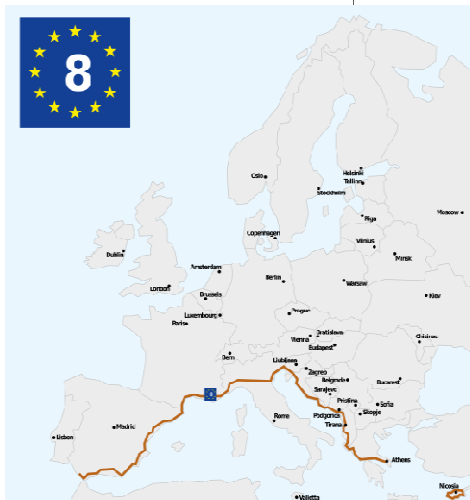 8
Oslo
Helsinki
Tallinn
Stockholm
Riga
Moscow
Copenhagen
Vilnius
Dublin
Minsk
Amsterdam
Berlin
Warsaw
London
Brussels
Kiev
Luxembourg
Prague
Paris
Vienna
Bratislava
Chisinau
Budapest
Bern
Ljubljana
Zagreb
Belgrade
Bucarest
Sarajevo
Pristina
Sofia
Rome
Podgorica
Skopje
Madrid
Tirana
Lisbon
Athens
Nicosia
Valletta